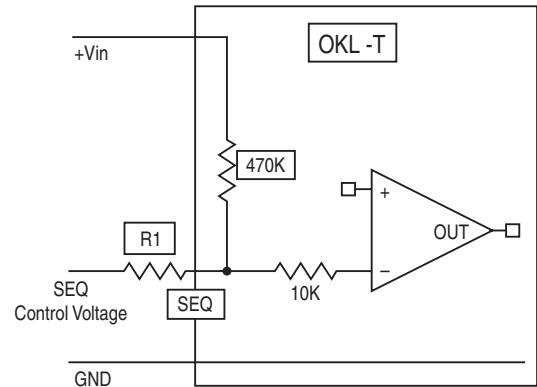 OKL -T
+Vin
470K
+
OUT
−
R1
SEQ
10K
SEQ
Control Voltage
GND